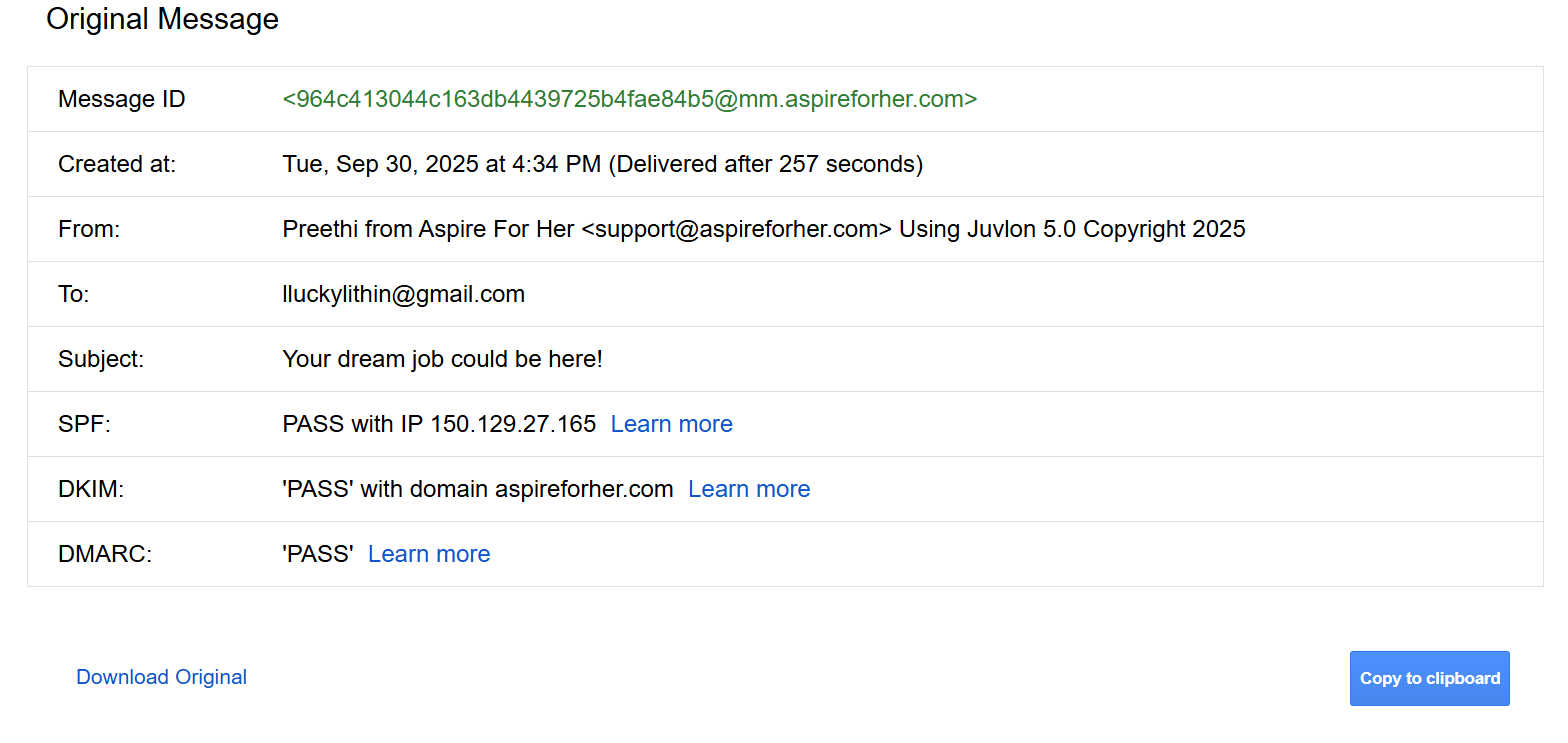 Original Message
Message ID <964c413044c163db4439725b4fae84b5@mm.aspireforher.com>
Created at: Tue, Sep 30, 2025 at 4:34 PM (Delivered after 257 seconds)
From: Preethi from Aspire For Her <support@aspireforher.com> Using Juvlon 5.0 Copyright 2025
To: lluckylithin@gmail.com
Subject: Your dream job could be here!
SPF: PASS with IP 150.129.27.165 Learn more
DKIM: 'PASS' with domain aspireforher.com Learn more
DMARC: 'PASS' Learn more
Download Original Copy to clipboard